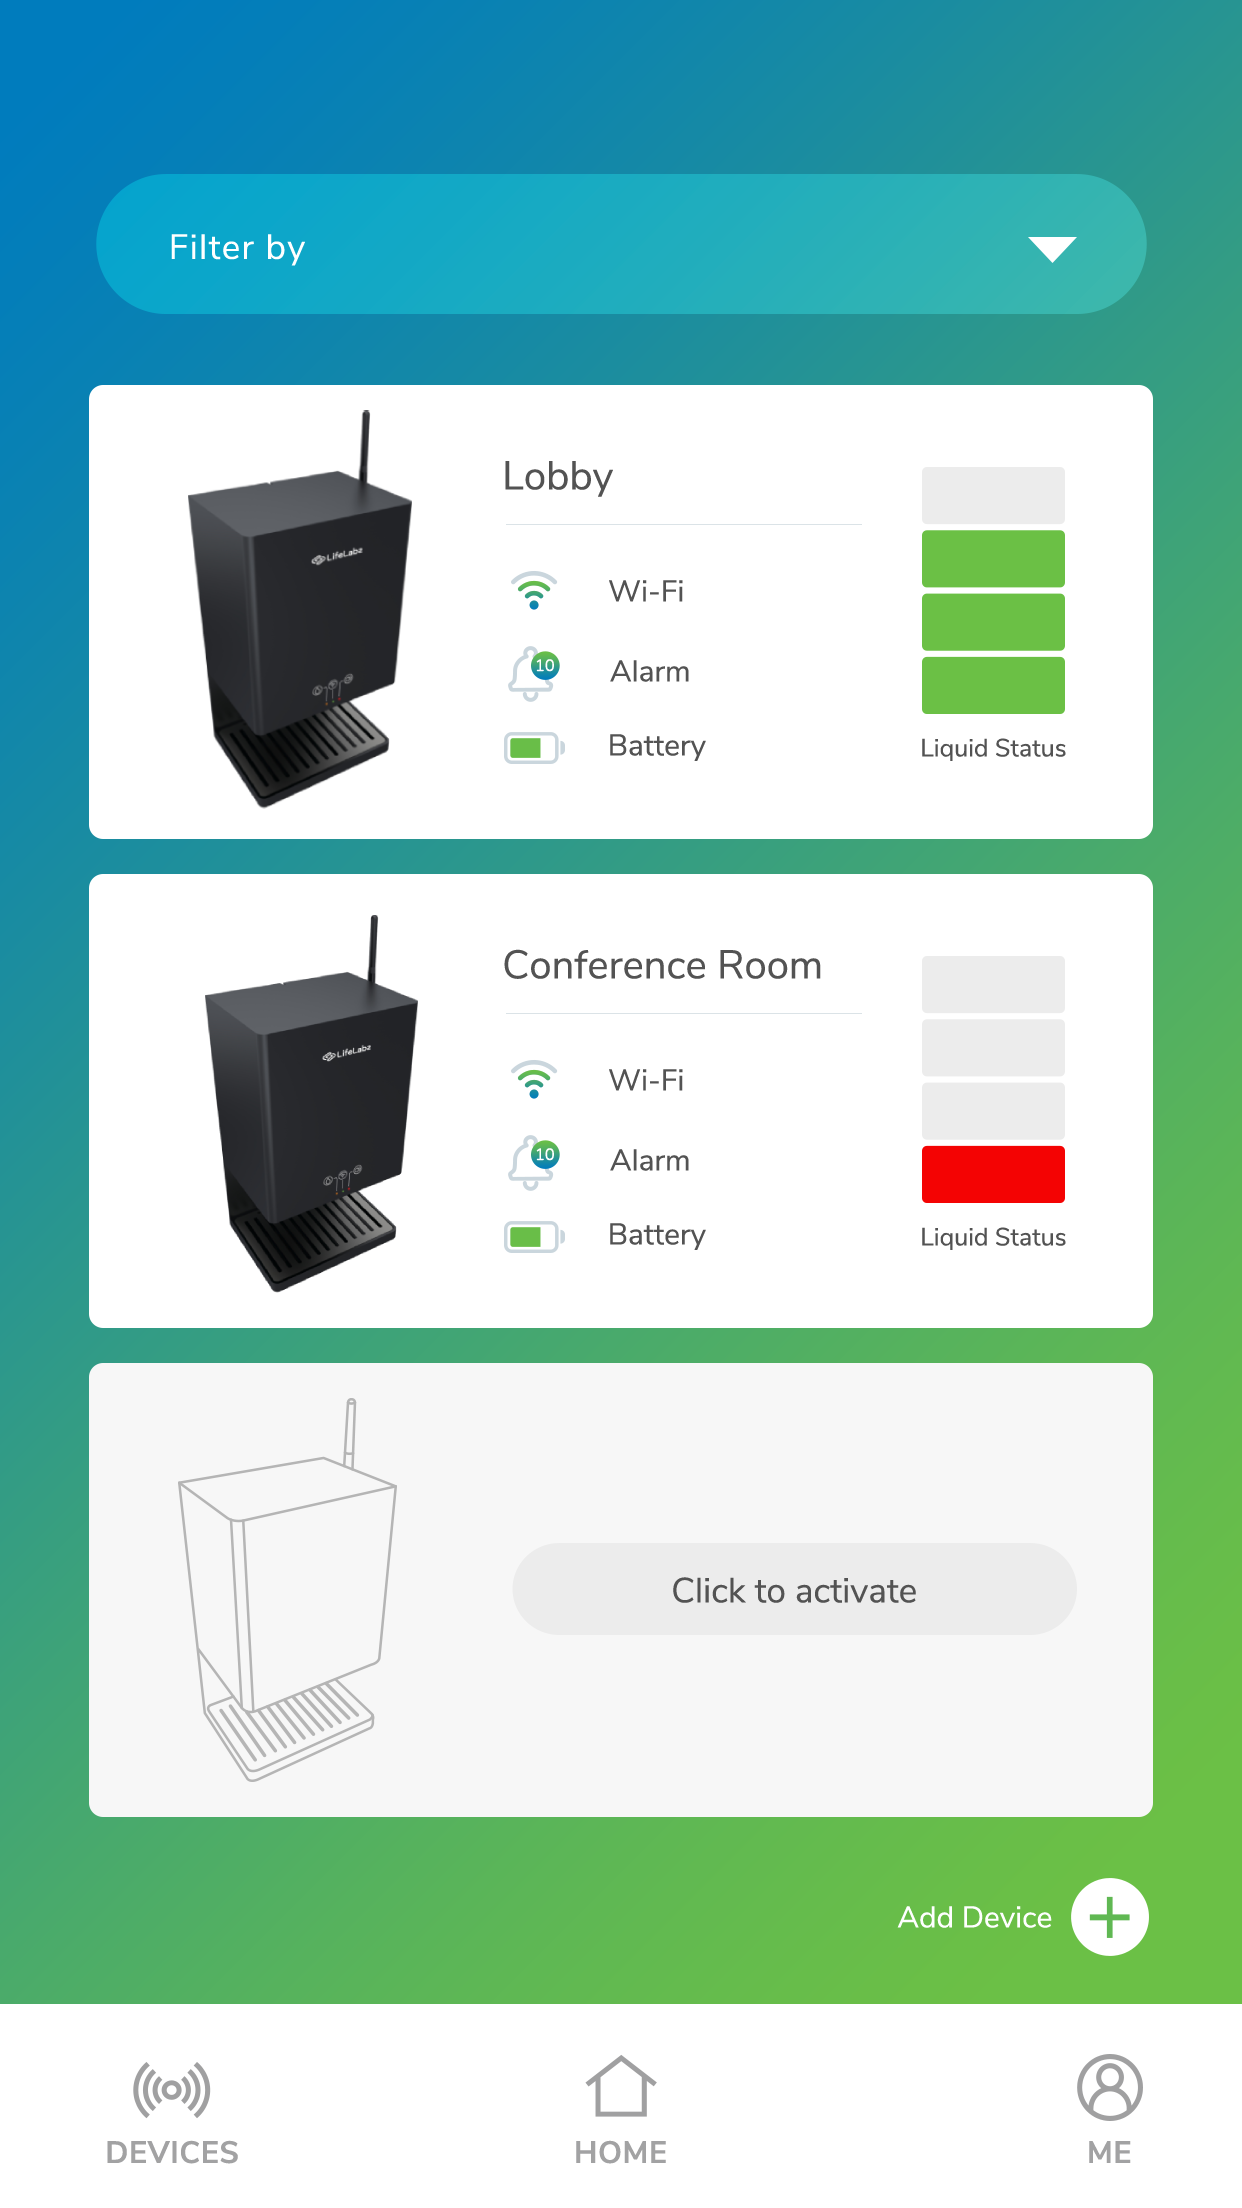 Filter by
LifeLabz
Lobby
Wi-Fi
10
Alarm
Battery
Liquid Status
LifeLabz
Conference Room
Wi-Fi
10
Alarm
Battery
Liquid Status
Click to activate
Add Device
DEVICES
HOME
ME